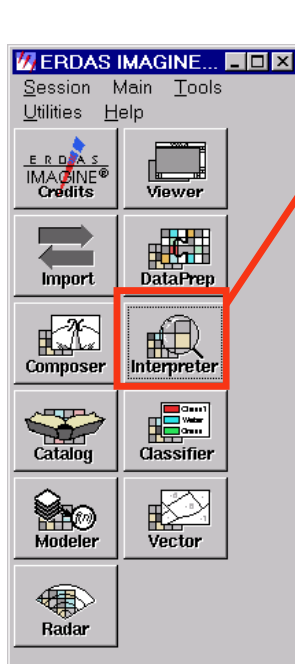 ERDAS IMAGINE...
Session Main Tools
Utilities Help
ERDAS
IMAGINE®
Credits
Viewer
Import
DataPrep
Composer
Interpreter
Catalog
Class1
Water
Grass
Classifier
f(n)
Modeler
Vector
Radar